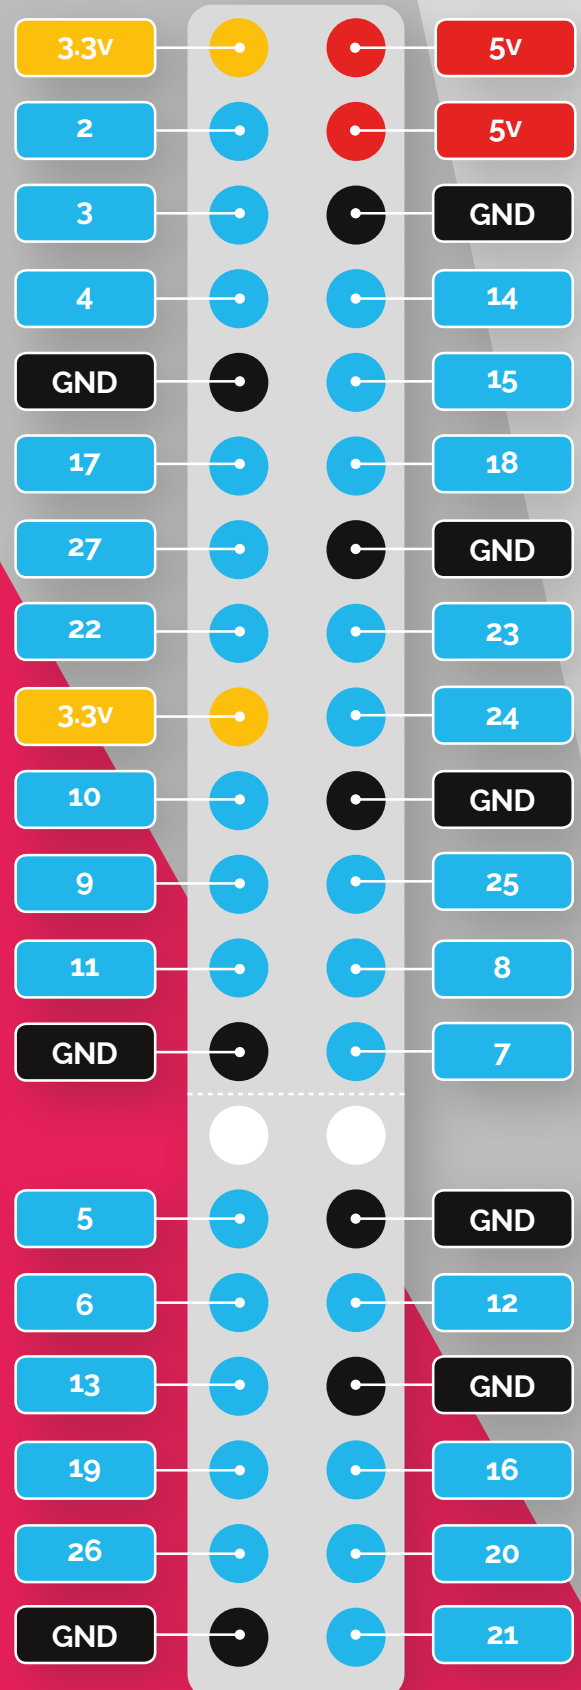 3.3V 5V
2 5V
3 GND
4 14
GND 15
17 18
27 GND
22 23
3.3V 24
10 GND
9 25
11 8
GND 7
5 GND
6 12
13 GND
19 16
26 20
GND 21